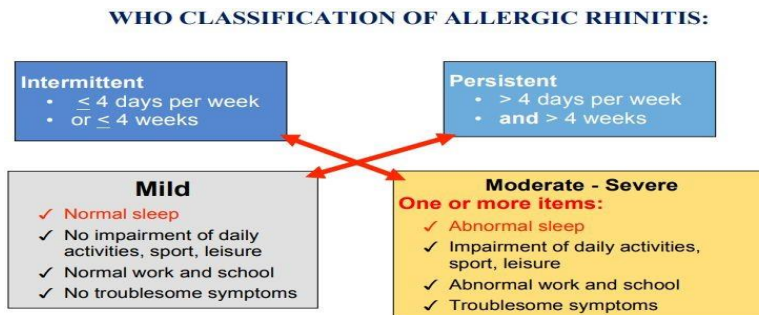 WHO CLASSIFICATION OF ALLERGIC RHINITIS:
Intermittent
• ≤ 4 days per week
• or ≤ 4 weeks
Persistent
• > 4 days per week
• and > 4 weeks
Mild
✓ Normal sleep
✓ No impairment of daily
activities, sport, leisure
✓ Normal work and school
✓ No troublesome symptoms
Moderate - Severe
One or more items:
✓ Abnormal sleep
✓ Impairment of daily activities,
sport, leisure
✓ Abnormal work and school
✓ Troublesome symptoms